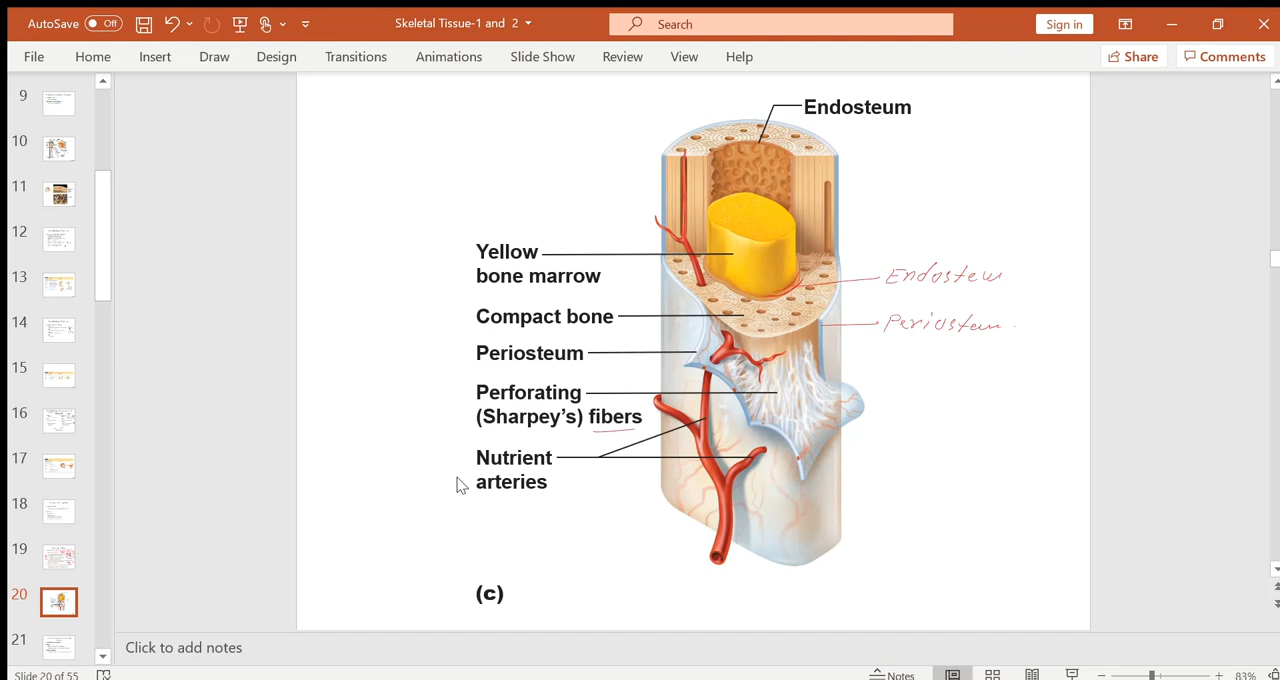 AutoSave Off
Skeletal Tissue-1 and 2
Search
Sign in
File Home Insert Draw Design Transitions Animations Slide Show Review View Help
Share Comments
9
10
11
12
13
14
15
16
17
18
19
20
21
Endosteum
Yellow
bone marrow
Compact bone
Periosteum
Perforating
(Sharpey's) fibers
Nutrient
arteries
(c)
Endosteum
Periosteum
Click to add notes
Slide 20 of 55
Notes
83%